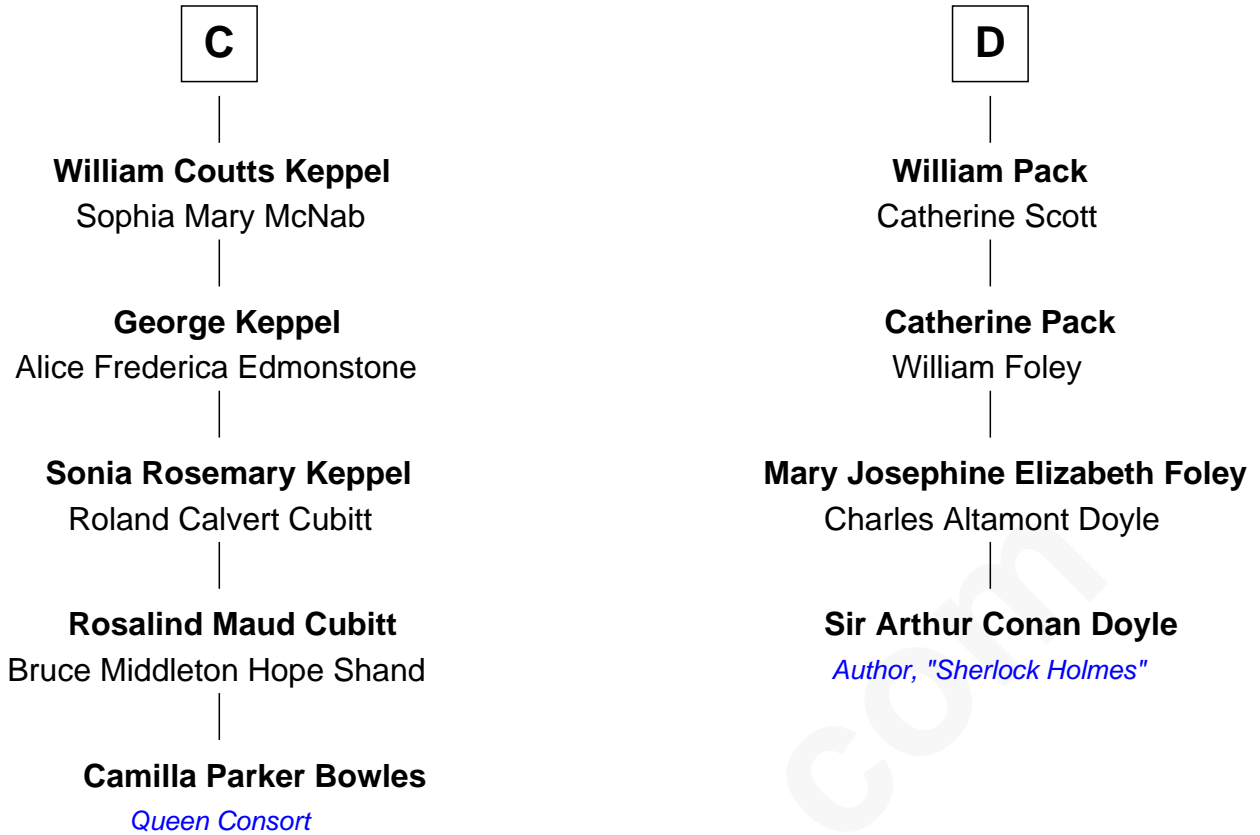 C
William Coutts Keppel
Sophia Mary McNab
George Keppel
Alice Frederica Edmonstone
Sonia Rosemary Keppel
Roland Calvert Cubitt
Rosalind Maud Cubitt
Bruce Middleton Hope Shand
Camilla Parker Bowles
Queen Consort
D
William Pack
Catherine Scott
Catherine Pack
William Foley
Mary Josephine Elizabeth Foley
Charles Altamont Doyle
Sir Arthur Conan Doyle
Author, "Sherlock Holmes"
com